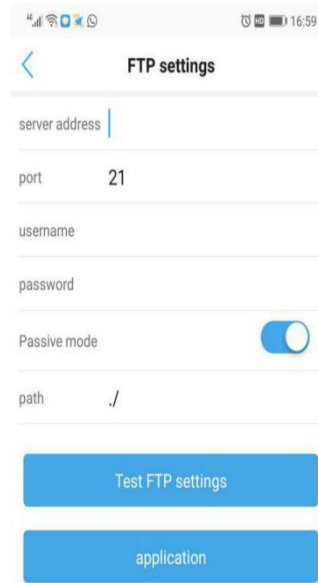 16:59
FTP settings
server address
port 21
username
password
Passive mode
path ./
Test FTP settings
application